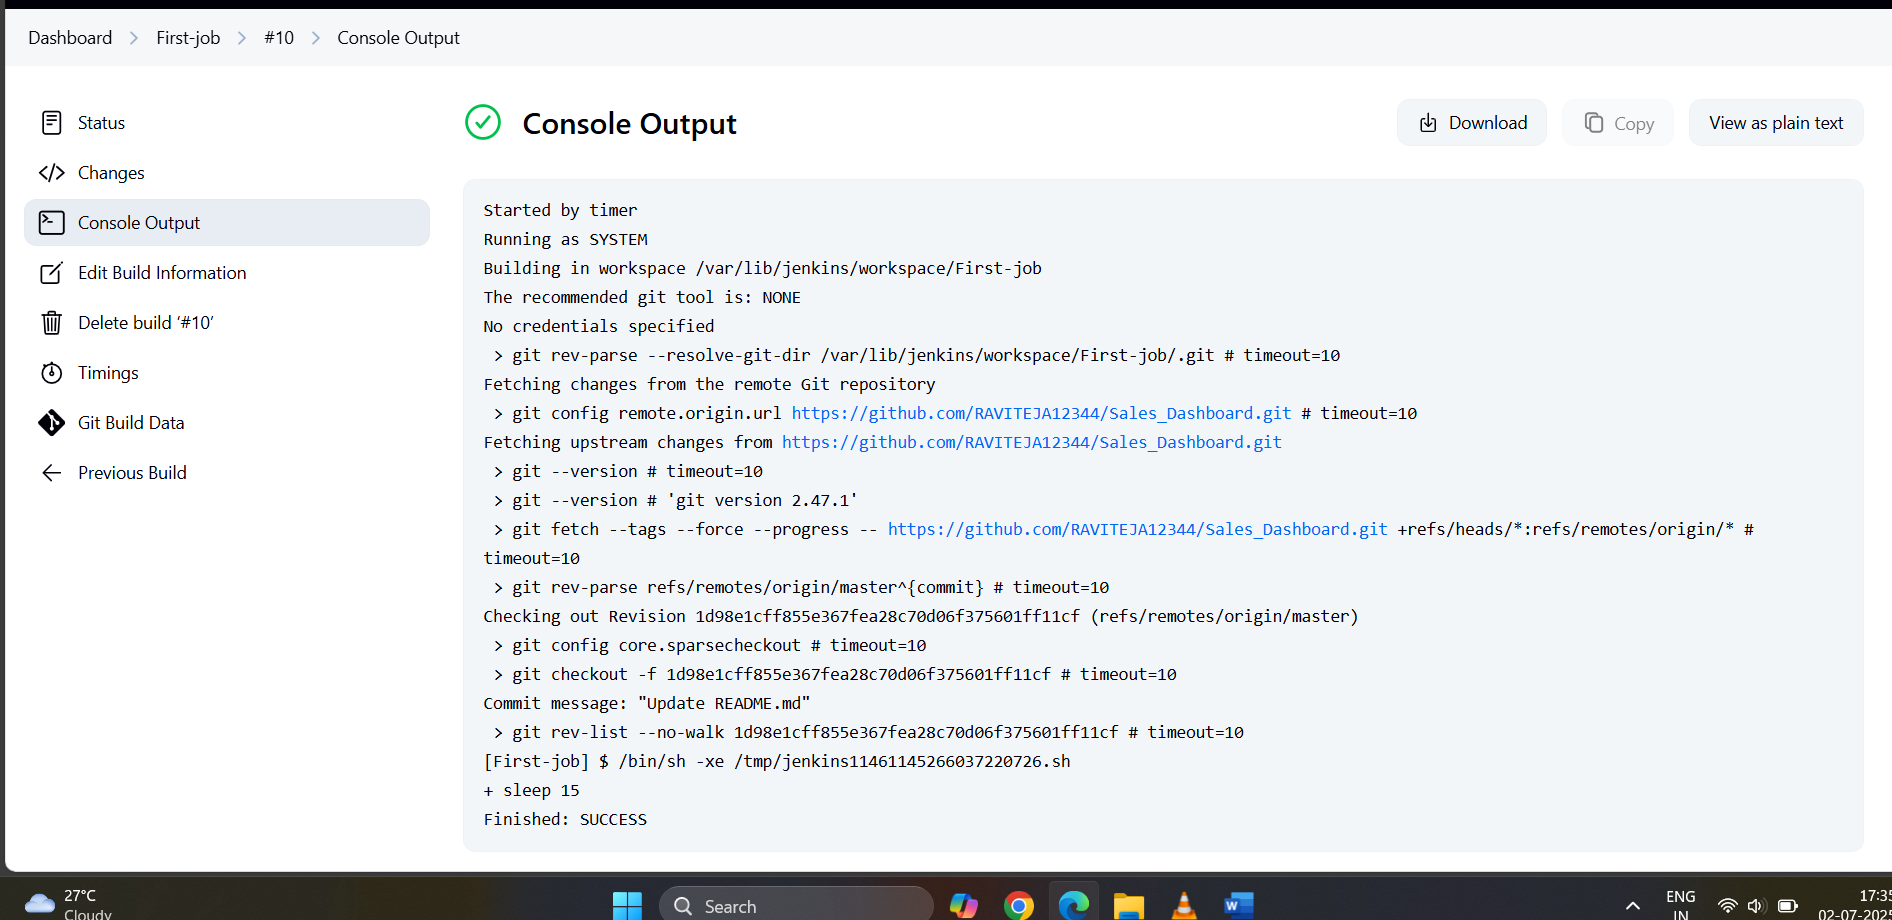 Dashboard > First-job > #10 > Console Output
Status
Changes
Console Output
Edit Build Information
Delete build ‘#10’
Timings
Git Build Data
Previous Build
Console Output
Download
Copy
View as plain text
Started by timer
Running as SYSTEM
Building in workspace /var/lib/jenkins/workspace/First-job
The recommended git tool is: NONE
No credentials specified
> git rev-parse --resolve-git-dir /var/lib/jenkins/workspace/First-job/.git # timeout=10
Fetching changes from the remote Git repository
> git config remote.origin.url https://github.com/RAVITEJA12344/Sales_Dashboard.git # timeout=10
Fetching upstream changes from https://github.com/RAVITEJA12344/Sales_Dashboard.git
> git --version # timeout=10
> git --version # 'git version 2.47.1'
> git fetch --tags --force --progress -- https://github.com/RAVITEJA12344/Sales_Dashboard.git +refs/heads/*:refs/remotes/origin/* #
timeout=10
> git rev-parse refs/remotes/origin/master^{commit} # timeout=10
Checking out Revision 1d98e1cff855e367fea28c70d06f375601ff11cf (refs/remotes/origin/master)
> git config core.sparsecheckout # timeout=10
> git checkout -f 1d98e1cff855e367fea28c70d06f375601ff11cf # timeout=10
Commit message: "Update README.md"
> git rev-list --no-walk 1d98e1cff855e367fea28c70d06f375601ff11cf # timeout=10
[First-job] $ /bin/sh -xe /tmp/jenkins11461145266037220726.sh
+ sleep 15
Finished: SUCCESS
27°C
Cloudy
Search
ENG
IN
17:35
02-07-202